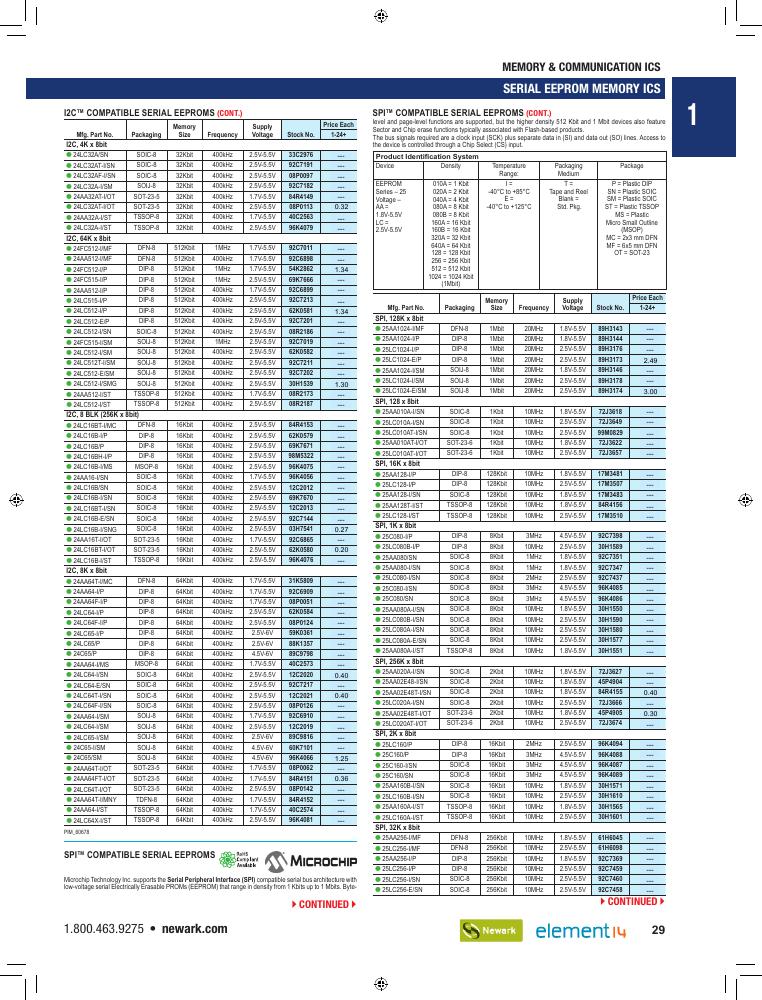 MEMORY & COMMUNICATION ICS
SERIAL EEPROM MEMORY ICS
1
I2C™ COMPATIBLE SERIAL EEPROMS (CONT.)
Mfg. Part No. Packaging Memory Size Frequency Supply Voltage Stock No. Price Each 1-24+
I2C, 4K x 8bit
24LC32A/SN SOIC-8 32Kbit 400kHz 2.5V-5.5V 33C2976 —
24LC32AT-I/SN SOIC-8 32Kbit 400kHz 2.5V-5.5V 92C7191 —
24LC32AF-I/SN SOIC-8 32Kbit 400kHz 2.5V-5.5V 08P0097 —
24LC32A-I/SM SOIJ-8 32Kbit 400kHz 2.5V-5.5V 92C7182 —
24AA32AT-I/OT SOT-23-5 32Kbit 400kHz 1.7V-5.5V 84R4149 —
24LC32AT-I/OT SOT-23-5 32Kbit 400kHz 2.5V-5.5V 08P0113 0.32
24AA32A-I/ST TSSOP-8 32Kbit 400kHz 1.7V-5.5V 40C2563 —
24LC32A-I/ST TSSOP-8 32Kbit 400kHz 2.5V-5.5V 96K4079 —
I2C, 64K x 8bit
24FC512-I/MF DFN-8 512Kbit 1MHz 1.7V-5.5V 92C7011 —
24AA512-I/MF DFN-8 512Kbit 400kHz 1.7V-5.5V 92C6898 —
24FC512-I/P DIP-8 512Kbit 1MHz 1.7V-5.5V 54K2862 1.34
24FC515-I/P DIP-8 512Kbit 1MHz 2.5V-5.5V 69K7666 —
24AA512-I/P DIP-8 512Kbit 400kHz 1.7V-5.5V 92C6899 —
24LC515-I/P DIP-8 512Kbit 400kHz 2.5V-5.5V 92C7213 —
24LC512-I/P DIP-8 512Kbit 400kHz 2.5V-5.5V 62K0581 1.34
24LC512-E/P DIP-8 512Kbit 400kHz 2.5V-5.5V 92C7201 —
24LC512-I/SN SOIC-8 512Kbit 400kHz 2.5V-5.5V 08R2186 —
24FC515-I/SM SOIJ-8 512Kbit 1MHz 2.5V-5.5V 92C7019 —
24LC512-I/SM SOIJ-8 512Kbit 400kHz 2.5V-5.5V 62K0582 —
24LC512T-I/SM SOIJ-8 512Kbit 400kHz 2.5V-5.5V 92C7211 —
24LC512-E/SM SOIJ-8 512Kbit 400kHz 2.5V-5.5V 92C7202 —
24LC512-I/SMG SOIJ-8 512Kbit 400kHz 2.5V-5.5V 30H1539 1.30
24AA512-I/ST TSSOP-8 512Kbit 400kHz 1.7V-5.5V 08R2173 —
24LC512-I/ST TSSOP-8 512Kbit 400kHz 2.5V-5.5V 08R2187 —
I2C, 8 BLK (256K x 8bit)
24LC16BT-I/MC DFN-8 16Kbit 400kHz 2.5V-5.5V 84R4153 —
24LC16B-I/P DIP-8 16Kbit 400kHz 2.5V-5.5V 62K0579 —
24LC16B/P DIP-8 16Kbit 400kHz 2.5V-5.5V 69K7671 —
24LC16BH-I/P DIP-8 16Kbit 400kHz 2.5V-5.5V 98M5322 —
24LC16B-I/MS MSOP-8 16Kbit 400kHz 2.5V-5.5V 96K4075 —
24AA16-I/SN SOIC-8 16Kbit 400kHz 1.7V-5.5V 96K4056 —
24LC16B/SN SOIC-8 16Kbit 400kHz 2.5V-5.5V 12C2012 —
24LC16B-I/SN SOIC-8 16Kbit 400kHz 2.5V-5.5V 69K7670 —
24LC16BT-I/SN SOIC-8 16Kbit 400kHz 2.5V-5.5V 12C2013 —
24LC16B-E/SN SOIC-8 16Kbit 400kHz 2.5V-5.5V 92C7144 —
24LC16B-I/SNG SOIC-8 16Kbit 400kHz 2.5V-5.5V 03H7541 0.27
24AA16T-I/OT SOT-23-5 16Kbit 400kHz 1.7V-5.5V 92C6865 —
24LC16BT-I/OT SOT-23-5 16Kbit 400kHz 2.5V-5.5V 62K0580 0.20
24LC16B-I/ST TSSOP-8 16Kbit 400kHz 2.5V-5.5V 96K4076 —
I2C, 8K x 8bit
24AA64T-I/MC DFN-8 64Kbit 400kHz 1.7V-5.5V 31K5809 —
24AA64-I/P DIP-8 64Kbit 400kHz 1.7V-5.5V 92C6909 —
24AA64F-I/P DIP-8 64Kbit 400kHz 1.7V-5.5V 08P0051 —
24LC64-I/P DIP-8 64Kbit 400kHz 2.5V-5.5V 62K0584 —
24LC64F-I/P DIP-8 64Kbit 400kHz 2.5V-5.5V 08P0124 —
24LC65-I/P DIP-8 64Kbit 400kHz 2.5V-6V 59K0361 —
24LC65/P DIP-8 64Kbit 400kHz 2.5V-6V 88K1357 —
24C65/P DIP-8 64Kbit 400kHz 4.5V-6V 89C9798 —
24AA64-I/MS MSOP-8 64Kbit 400kHz 1.7V-5.5V 40C2573 —
24LC64-I/SN SOIC-8 64Kbit 400kHz 2.5V-5.5V 12C2020 0.40
24LC64-E/SN SOIC-8 64Kbit 400kHz 2.5V-5.5V 92C7217 —
24LC64T-I/SN SOIC-8 64Kbit 400kHz 2.5V-5.5V 12C2021 0.40
24LC64F-I/SN SOIC-8 64Kbit 400kHz 2.5V-5.5V 08P0126 —
24AA64-I/SM SOIJ-8 64Kbit 400kHz 1.7V-5.5V 92C6910 —
24LC64-I/SM SOIJ-8 64Kbit 400kHz 2.5V-5.5V 12C2019 —
24LC65-I/SM SOIJ-8 64Kbit 400kHz 2.5V-6V 89C9816 —
24C65-I/SM SOIJ-8 64Kbit 400kHz 4.5V-6V 60K7101 —
24C65/SM SOIJ-8 64Kbit 400kHz 4.5V-6V 96K4066 1.25
24AA64T-I/OT SOT-23-5 64Kbit 400kHz 1.7V-5.5V 08P0062 —
24AA64FT-I/OT SOT-23-5 64Kbit 400kHz 1.7V-5.5V 84R4151 0.36
24LC64T-I/OT SOT-23-5 64Kbit 400kHz 2.5V-5.5V 08P0142 —
24AA64T-I/MNY TDFN-8 64Kbit 400kHz 1.7V-5.5V 84R4152 —
24AA64-I/ST TSSOP-8 64Kbit 400kHz 1.7V-5.5V 40C2574 —
24LC64X-I/ST TSSOP-8 64Kbit 400kHz 2.5V-5.5V 96K4081 —
PIM_60678
SPI™ COMPATIBLE SERIAL EEPROMS RoHS Compliant Available MICROCHIP
Microchip Technology Inc. supports the Serial Peripheral Interface (SPI) compatible serial bus architecture with
low-voltage serial Electrically Erasable PROMs (EEPROM) that range in density from 1 Kbits up to 1 Mbits. Byte-
CONTINUED
SPI™ COMPATIBLE SERIAL EEPROMS (CONT.)
level and page-level functions are supported, but the higher density 512 Kbit and 1 Mbit devices also feature
Sector and Chip erase functions typically associated with Flash-based products.
The bus signals required are a clock input (SCK) plus separate data in (SI) and data out (SO) lines. Access to
the device is controlled through a Chip Select (CS) input.
Product Identification System
Device Density Temperature Range: Packaging Medium Package
EEPROM 010A = 1 Kbit I = T = P = Plastic DIP
Series – 25 020A = 2 Kbit -40°C to +85°C Tape and Reel SN = Plastic SOIC
Voltage – 040A = 4 Kbit E = Blank = SM = Plastic SOIC
AA = 080A = 8 Kbit -40°C to +125°C Std. Pkg. ST = Plastic TSSOP
1.8V-5.5V 080B = 8 Kbit MS = Plastic
LC = 160A = 16 Kbit Micro Small Outline
2.5V-5.5V 160B = 16 Kbit (MSOP)
320A = 32 Kbit MC = 2x3 mm DFN
640A = 64 Kbit MF = 6x5 mm DFN
128 = 128 Kbit OT = SOT-23
256 = 256 Kbit
512 = 512 Kbit
1024 = 1024 Kbit
(1Mbit)
Mfg. Part No. Packaging Memory Size Frequency Supply Voltage Stock No. Price Each 1-24+
SPI, 128K x 8bit
25AA1024-I/MF DFN-8 1Mbit 20MHz 1.8V-5.5V 89H3143 —
25AA1024-I/P DIP-8 1Mbit 20MHz 1.8V-5.5V 89H3144 —
25LC1024-I/P DIP-8 1Mbit 20MHz 2.5V-5.5V 89H3176 —
25LC1024-E/P DIP-8 1Mbit 20MHz 2.5V-5.5V 89H3173 2.49
25AA1024-I/SM SOIJ-8 1Mbit 20MHz 1.8V-5.5V 89H3146 —
25LC1024-I/SM SOIJ-8 1Mbit 20MHz 2.5V-5.5V 89H3178 —
25LC1024-E/SM SOIJ-8 1Mbit 20MHz 2.5V-5.5V 89H3174 3.00
SPI, 128 x 8bit
25AA010A-I/SN SOIC-8 1Kbit 10MHz 1.8V-5.5V 72J3618 —
25LC010A-I/SN SOIC-8 1Kbit 10MHz 2.5V-5.5V 72J3649 —
25LC010AT-I/SN SOIC-8 1Kbit 10MHz 2.5V-5.5V 99M0829 —
25AA010AT-I/OT SOT-23-6 1Kbit 10MHz 1.8V-5.5V 72J3622 —
25LC010AT-I/OT SOT-23-6 1Kbit 10MHz 2.5V-5.5V 72J3657 —
SPI, 16K x 8bit
25AA128-I/P DIP-8 128Kbit 10MHz 1.8V-5.5V 17M3481 —
25LC128-I/P DIP-8 128Kbit 10MHz 2.5V-5.5V 17M3507 —
25AA128-I/SN SOIC-8 128Kbit 10MHz 1.8V-5.5V 17M3483 —
25AA128T-I/ST TSSOP-8 128Kbit 10MHz 1.8V-5.5V 84R4156 —
25LC128-I/ST TSSOP-8 128Kbit 10MHz 2.5V-5.5V 17M3510 —
SPI, 1K x 8bit
25C080-I/P DIP-8 8Kbit 3MHz 4.5V-5.5V 92C7398 —
25LC080B-I/P DIP-8 8Kbit 10MHz 2.5V-5.5V 30H1589 —
25AA080/SN SOIC-8 8Kbit 1MHz 1.8V-5.5V 92C7351 —
25AA080-I/SN SOIC-8 8Kbit 1MHz 1.8V-5.5V 92C7347 —
25LC080-I/SN SOIC-8 8Kbit 2MHz 2.5V-5.5V 92C7437 —
25C080-I/SN SOIC-8 8Kbit 3MHz 4.5V-5.5V 96K4085 —
25C080/SN SOIC-8 8Kbit 3MHz 4.5V-5.5V 96K4086 —
25AA080A-I/SN SOIC-8 8Kbit 10MHz 1.8V-5.5V 30H1550 —
25LC080B-I/SN SOIC-8 8Kbit 10MHz 2.5V-5.5V 30H1590 —
25LC080A-I/SN SOIC-8 8Kbit 10MHz 2.5V-5.5V 30H1580 —
25LC080A-E/SN SOIC-8 8Kbit 10MHz 2.5V-5.5V 30H1577 —
25AA080A-I/ST TSSOP-8 8Kbit 10MHz 1.8V-5.5V 30H1551 —
SPI, 256K x 8bit
25AA020A-I/SN SOIC-8 2Kbit 10MHz 1.8V-5.5V 72J3627 —
25AA02E48-I/SN SOIC-8 2Kbit 10MHz 1.8V-5.5V 45P4904 —
25AA02E48T-I/SN SOIC-8 2Kbit 10MHz 1.8V-5.5V 84R4155 0.40
25LC020A-I/SN SOIC-8 2Kbit 10MHz 2.5V-5.5V 72J3666 —
25AA02E48T-I/OT SOT-23-6 2Kbit 10MHz 1.8V-5.5V 45P4905 0.30
25LC020AT-I/OT SOT-23-6 2Kbit 10MHz 2.5V-5.5V 72J3674 —
SPI, 2K x 8bit
25LC160/P DIP-8 16Kbit 2MHz 2.5V-5.5V 96K4094 —
25C160/P DIP-8 16Kbit 3MHz 4.5V-5.5V 96K4088 —
25C160-I/SN SOIC-8 16Kbit 3MHz 4.5V-5.5V 96K4087 —
25C160/SN SOIC-8 16Kbit 3MHz 4.5V-5.5V 96K4089 —
25AA160B-I/SN SOIC-8 16Kbit 10MHz 1.8V-5.5V 30H1571 —
25LC160B-I/SN SOIC-8 16Kbit 10MHz 2.5V-5.5V 30H1610 —
25AA160A-I/ST TSSOP-8 16Kbit 10MHz 1.8V-5.5V 30H1565 —
25LC160A-I/ST TSSOP-8 16Kbit 10MHz 2.5V-5.5V 30H1601 —
SPI, 32K x 8bit
25AA256-I/MF DFN-8 256Kbit 10MHz 1.8V-5.5V 61H6045 —
25LC256-I/MF DFN-8 256Kbit 10MHz 2.5V-5.5V 61H6098 —
25AA256-I/P DIP-8 256Kbit 10MHz 1.8V-5.5V 92C7369 —
25LC256-I/P DIP-8 256Kbit 10MHz 2.5V-5.5V 92C7459 —
25LC256-I/SN SOIC-8 256Kbit 10MHz 2.5V-5.5V 92C7460 —
25LC256-E/SN SOIC-8 256Kbit 10MHz 2.5V-5.5V 92C7458 —
CONTINUED
1.800.463.9275 • newark.com
Newark element14 29